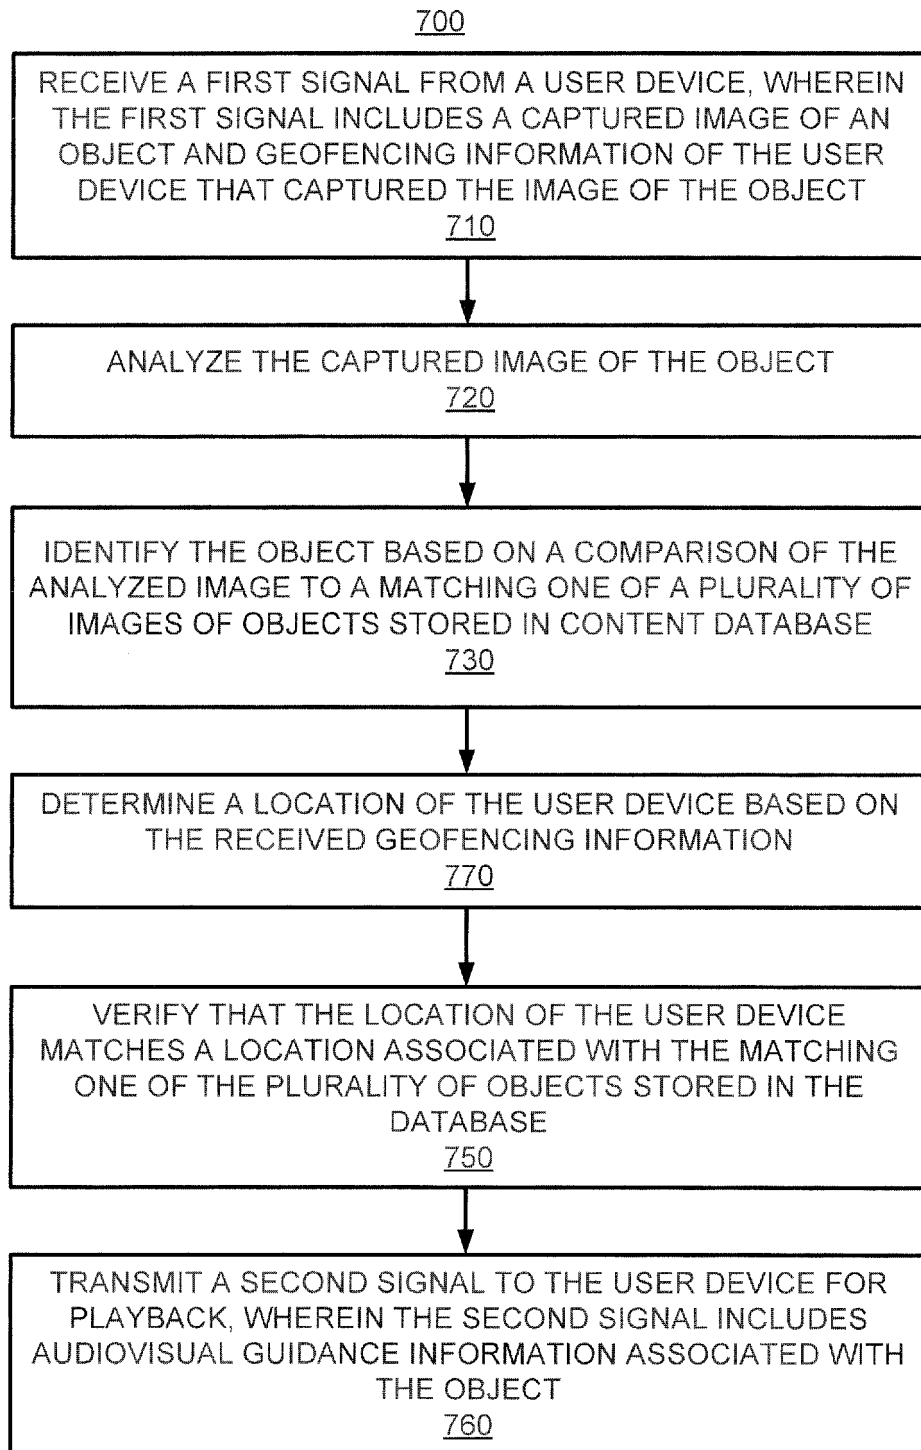 700
RECEIVE A FIRST SIGNAL FROM A USER DEVICE, WHEREIN
THE FIRST SIGNAL INCLUDES A CAPTURED IMAGE OF AN
OBJECT AND GEOFENCING INFORMATION OF THE USER
DEVICE THAT CAPTURED THE IMAGE OF THE OBJECT
710
ANALYZE THE CAPTURED IMAGE OF THE OBJECT
720
IDENTIFY THE OBJECT BASED ON A COMPARISON OF THE
ANALYZED IMAGE TO A MATCHING ONE OF A PLURALITY OF
IMAGES OF OBJECTS STORED IN CONTENT DATABASE
730
DETERMINE A LOCATION OF THE USER DEVICE BASED ON
THE RECEIVED GEOFENCING INFORMATION
770
VERIFY THAT THE LOCATION OF THE USER DEVICE
MATCHES A LOCATION ASSOCIATED WITH THE MATCHING
ONE OF THE PLURALITY OF OBJECTS STORED IN THE
DATABASE
750
TRANSMIT A SECOND SIGNAL TO THE USER DEVICE FOR
PLAYBACK, WHEREIN THE SECOND SIGNAL INCLUDES
AUDIOVISUAL GUIDANCE INFORMATION ASSOCIATED WITH
THE OBJECT
760